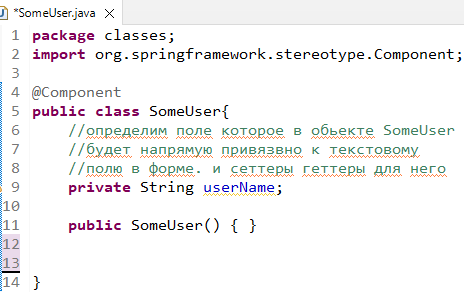 *SomeUser.java
1 package classes;
2 import org.springframework.stereotype.Component;
3
4 @Component
5 public class SomeUser{
6 //определим поле которое в обьекте SomeUser
7 //будет напрямую привязвно к текстовому
8 //полю в форме. и сеттеры геттеры для него
9 private String userName;
10
11 public SomeUser() { }
12
13
14 }